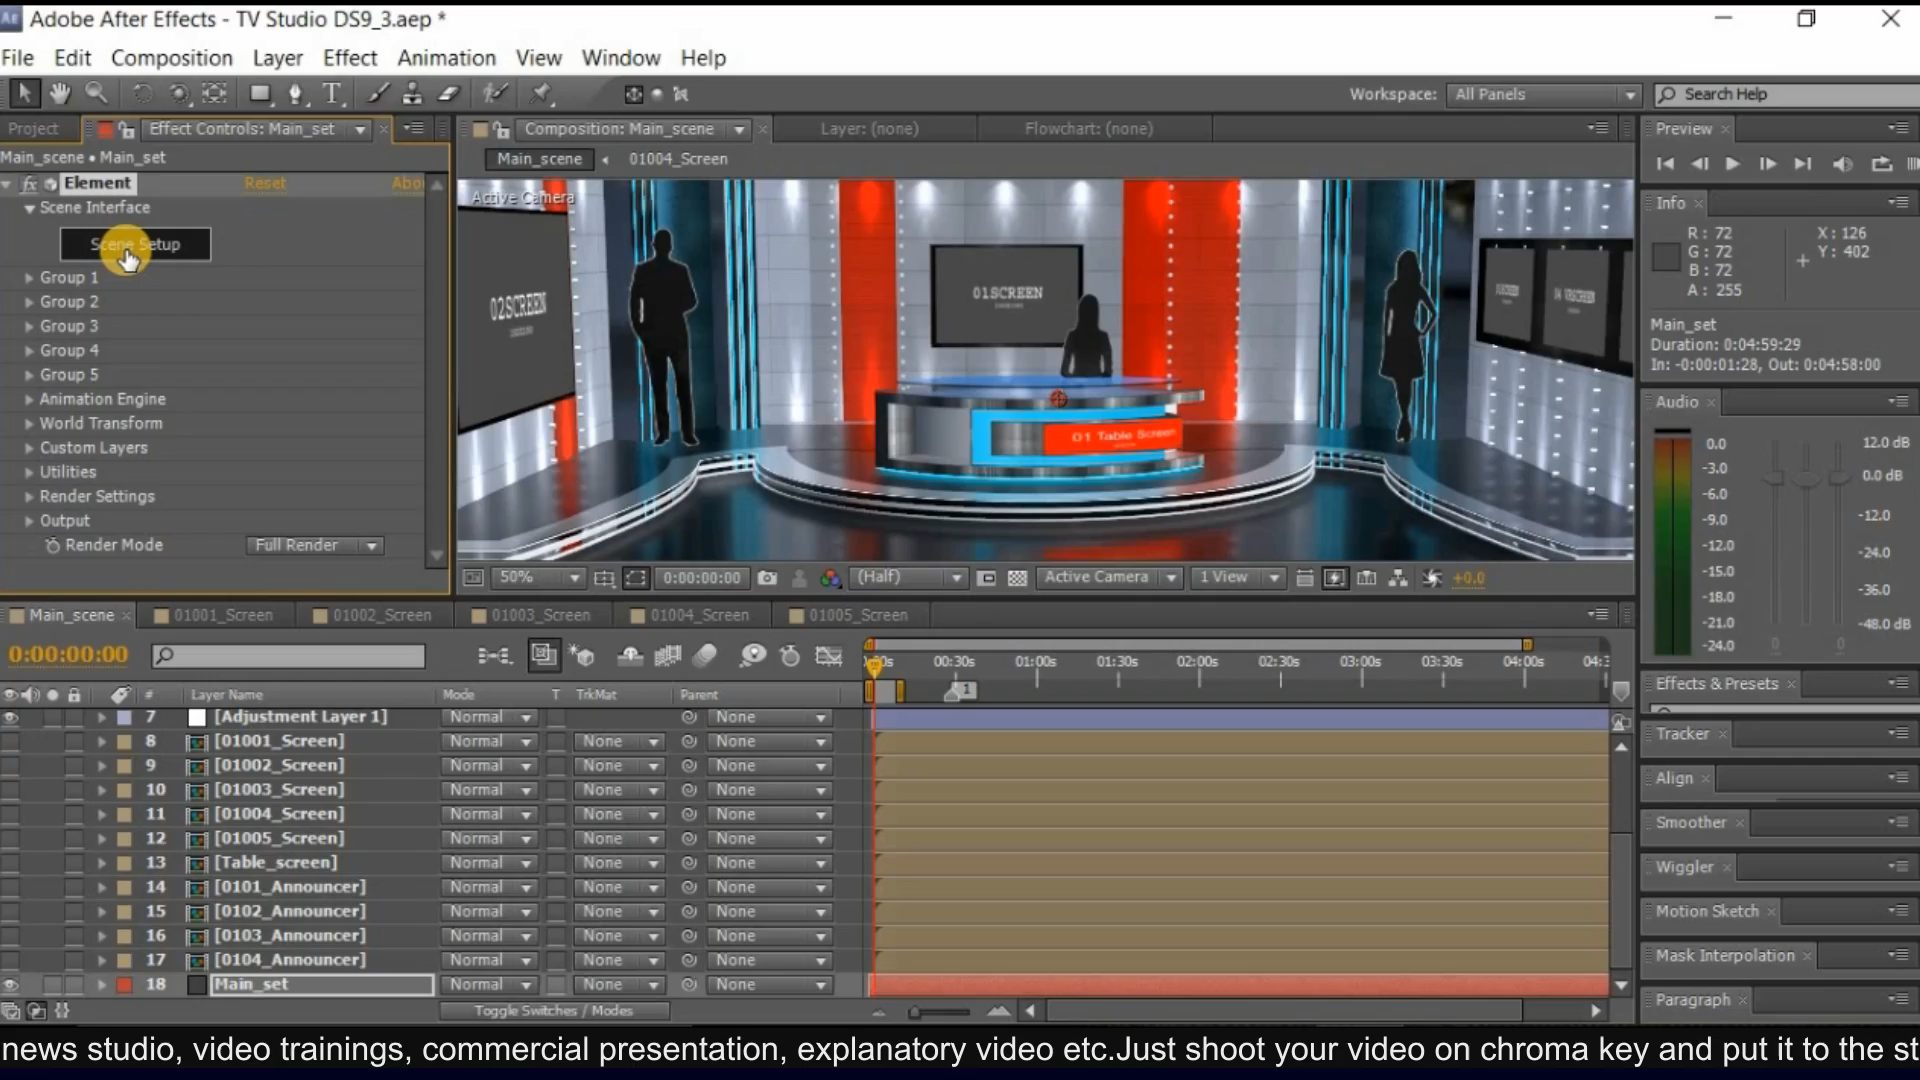 Adobe After Effects - TV Studio DS9_3.aep *
File Edit Composition Layer Effect Animation View Window Help
Workspace: All Panels Search Help
Project Effect Controls: Main_set Composition: Main_scene Layer: (none) Flowchart: (none) Preview
Main_scene • Main_set
Main_scene 01004_Screen
Element Reset Abo
Scene Interface
Scene Setup
Group 1
Group 2
Group 3
Group 4
Group 5
Animation Engine
World Transform
Custom Layers
Utilities
Render Settings
Output
Render Mode Full Render
Active Camera
02SCREEN
01SCREEN
01 Table Screen
50% 0:00:00:00 (Half) Active Camera 1 View +0.0
Info
R: 72 X: 126
G: 72 Y: 402
B: 72
A: 255
Main_set
Duration: 0:04:59:29
In: -0:00:01:28, Out: 0:04:58:00
Audio
0.0 12.0 dB
-3.0
-6.0 0.0 dB
-9.0
-12.0 -12.0
-15.0 -24.0
-18.0 -36.0
-21.0
-24.0 -48.0 dB
0 0
Effects & Presets
Tracker
Align
Smoother
Wiggler
Motion Sketch
Mask Interpolation
Paragraph
Main_scene 01001_Screen 01002_Screen 01003_Screen 01004_Screen 01005_Screen
0:00:00:00
00:30s 01:00s 01:30s 02:00s 02:30s 03:00s 03:30s 04:00s 04:3
1
# Layer Name Mode T TrkMat Parent
7 [Adjustment Layer 1] Normal None
8 [01001_Screen] Normal None None
9 [01002_Screen] Normal None None
10 [01003_Screen] Normal None None
11 [01004_Screen] Normal None None
12 [01005_Screen] Normal None None
13 [Table_screen] Normal None None
14 [0101_Announcer] Normal None None
15 [0102_Announcer] Normal None None
16 [0103_Announcer] Normal None None
17 [0104_Announcer] Normal None None
18 Main_set Normal None None
Toggle Switches / Modes
news studio, video trainings, commercial presentation, explanatory video etc.Just shoot your video on chroma key and put it to the st